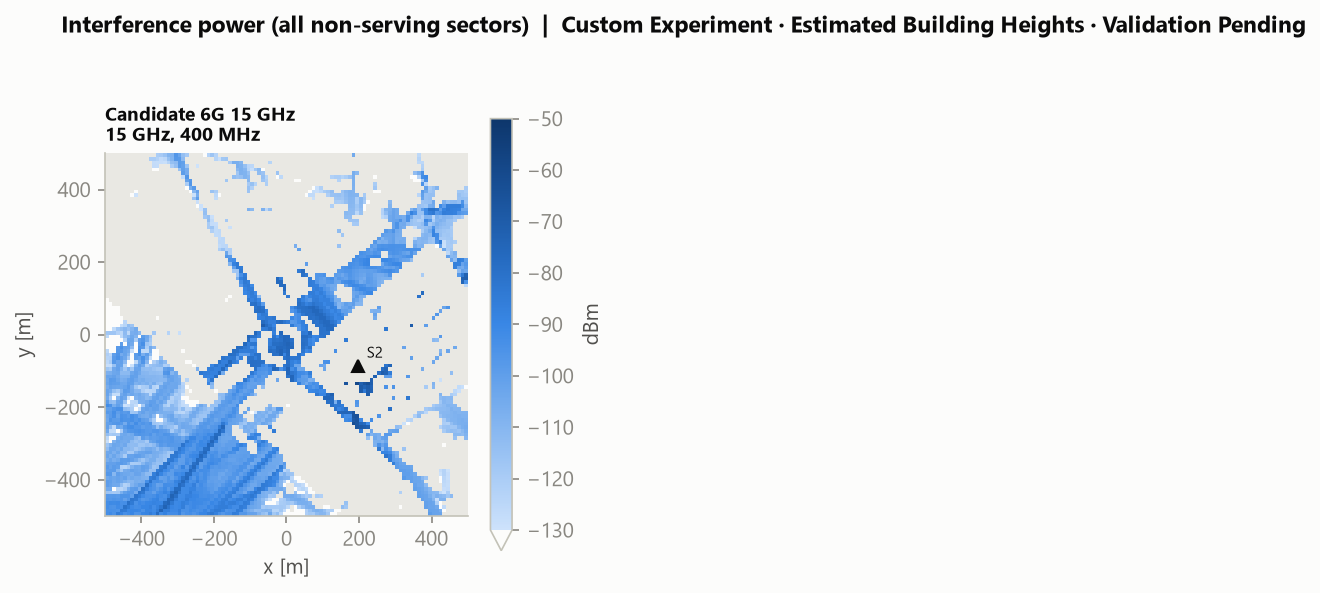 Interference power (all non-serving sectors) | Custom Experiment · Estimated Building Heights · Validation Pending
Candidate 6G 15 GHz
15 GHz, 400 MHz
−50
−60
−70
−80
−90
−100
−110
−120
−130
dBm
400
200
0
−200
−400
y [m]
S2
−400
−200
0
200
400
x [m]